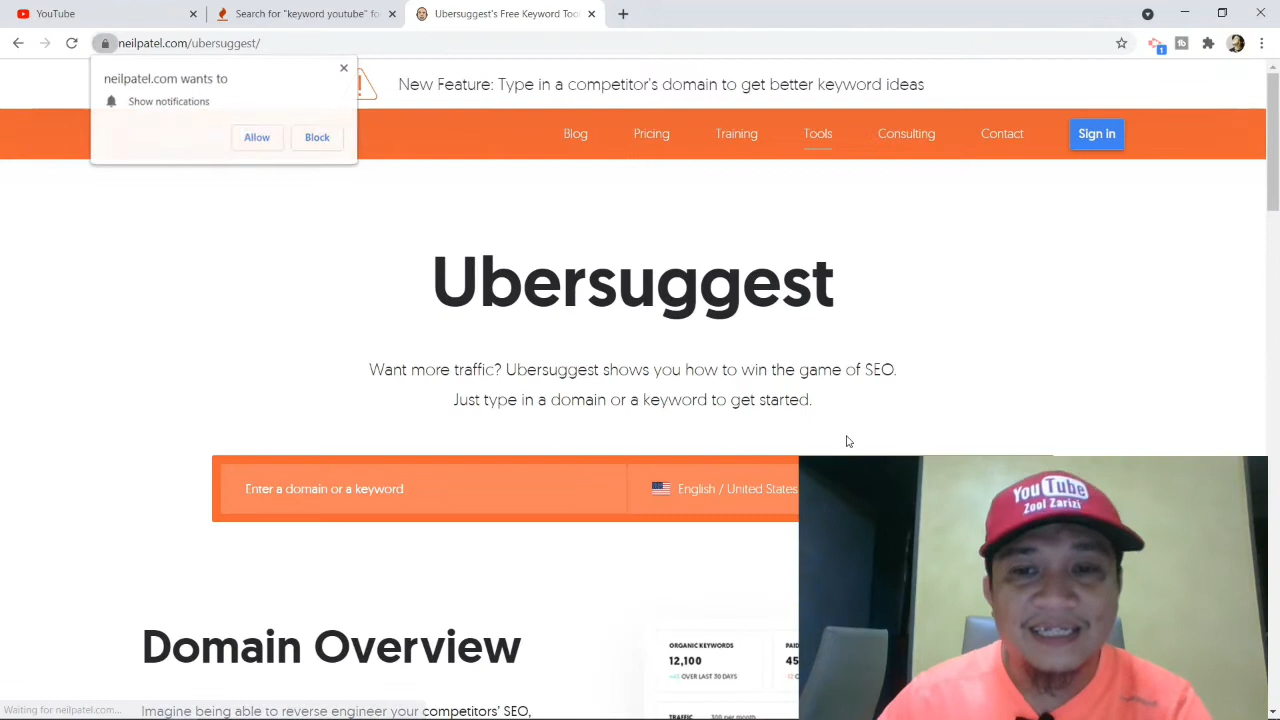 YouTube
Search for "keyword youtube" fo
Ubersuggest's Free Keyword Too
neilpatel.com/ubersuggest/
1
tb
neilpatel.com wants to
Show notifications
Allow
Block
New Feature: Type in a competitor's domain to get better keyword ideas
Blog
Pricing
Training
Tools
Consulting
Contact
Sign in
Ubersuggest
Want more traffic? Ubersuggest shows you how to win the game of SEO.
Just type in a domain or a keyword to get started.
Enter a domain or a keyword
English / United States
YouTube
Zool Zarizi
Domain Overview
ORGANIC KEYWORDS
PAID
12,100
45
OVER LAST 30 DAYS
TRAFFIC
300 per month
Waiting for neilpatel.com...
Imagine being able to reverse engineer your competitors' SEO,